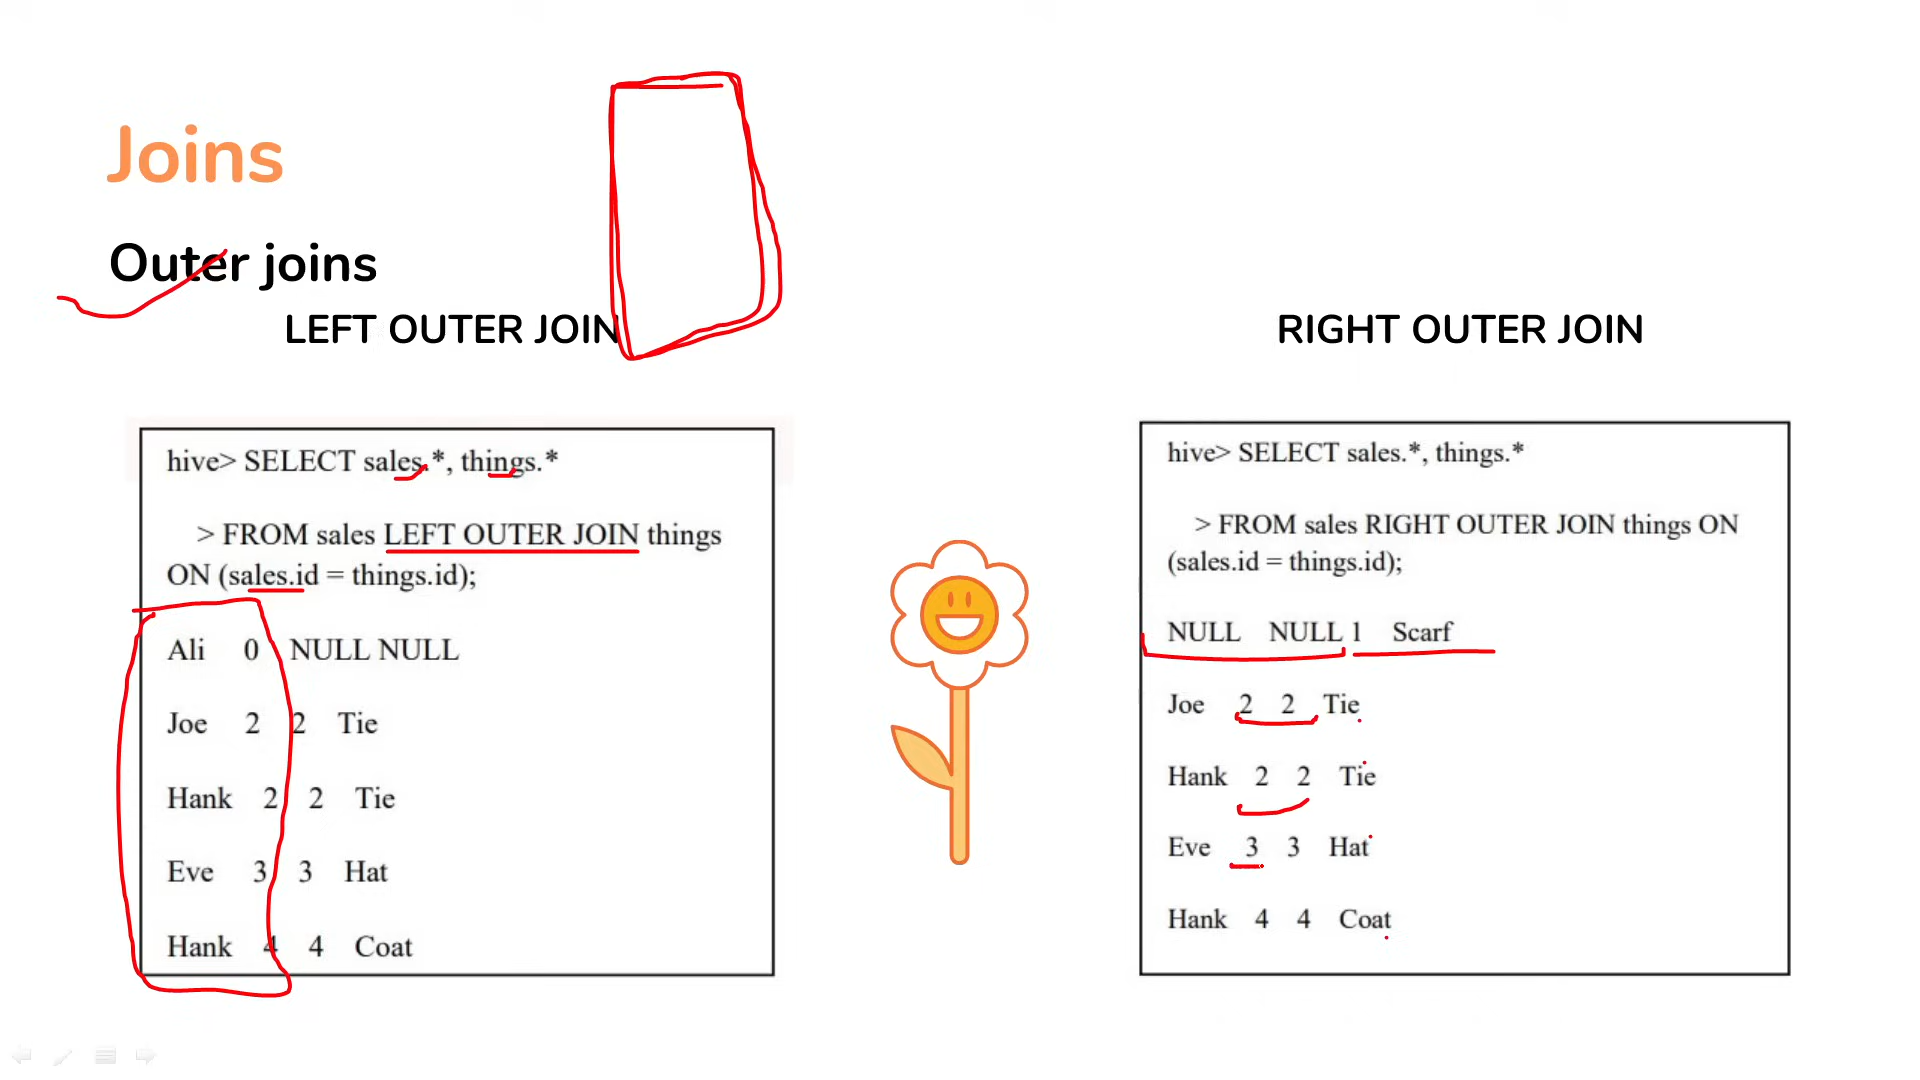 Joins
Outer joins
LEFT OUTER JOIN
hive> SELECT sales.*, things.*
> FROM sales LEFT OUTER JOIN things
ON (sales.id = things.id);
Ali 0 NULL NULL
Joe 2 2 Tie
Hank 2 2 Tie
Eve 3 3 Hat
Hank 4 4 Coat
RIGHT OUTER JOIN
hive> SELECT sales.*, things.*
> FROM sales RIGHT OUTER JOIN things ON
(sales.id = things.id);
NULL NULL 1 Scarf
Joe 2 2 Tie
Hank 2 2 Tie
Eve 3 3 Hat
Hank 4 4 Coat